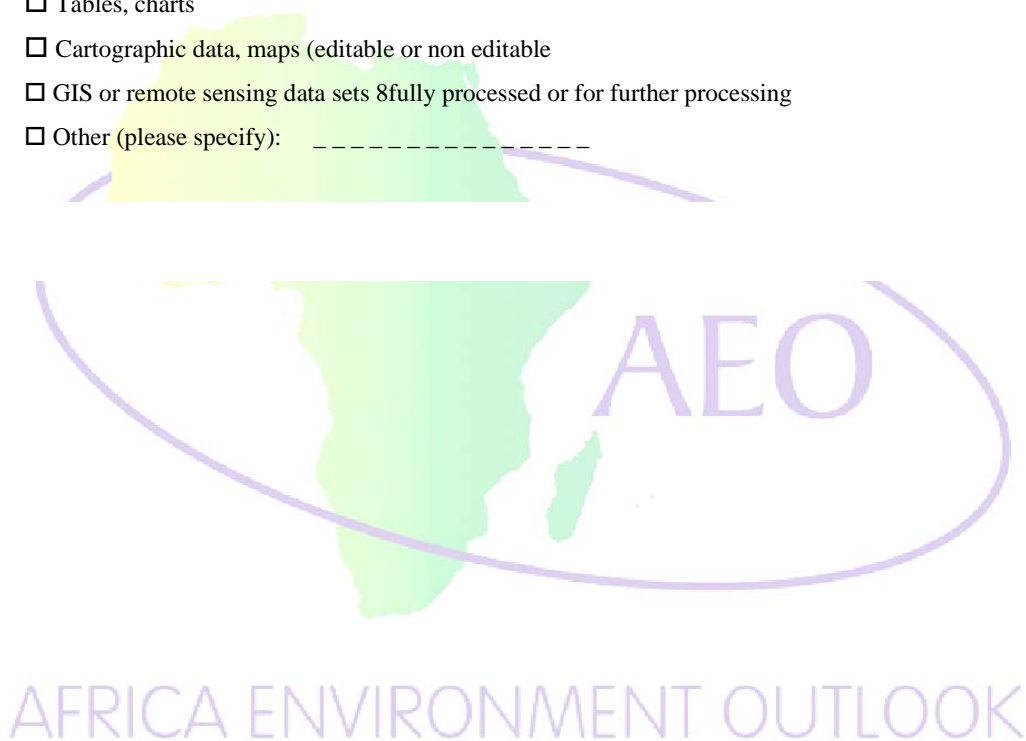 ☐ Tables, charts
☐ Cartographic data, maps (editable or non editable
☐ GIS or remote sensing data sets 8fully processed or for further processing
☐ Other (please specify): _ _ _ _ _ _ _ _ _ _ _ _ _ _ _
AEO
AFRICA ENVIRONMENT OUTLOOK